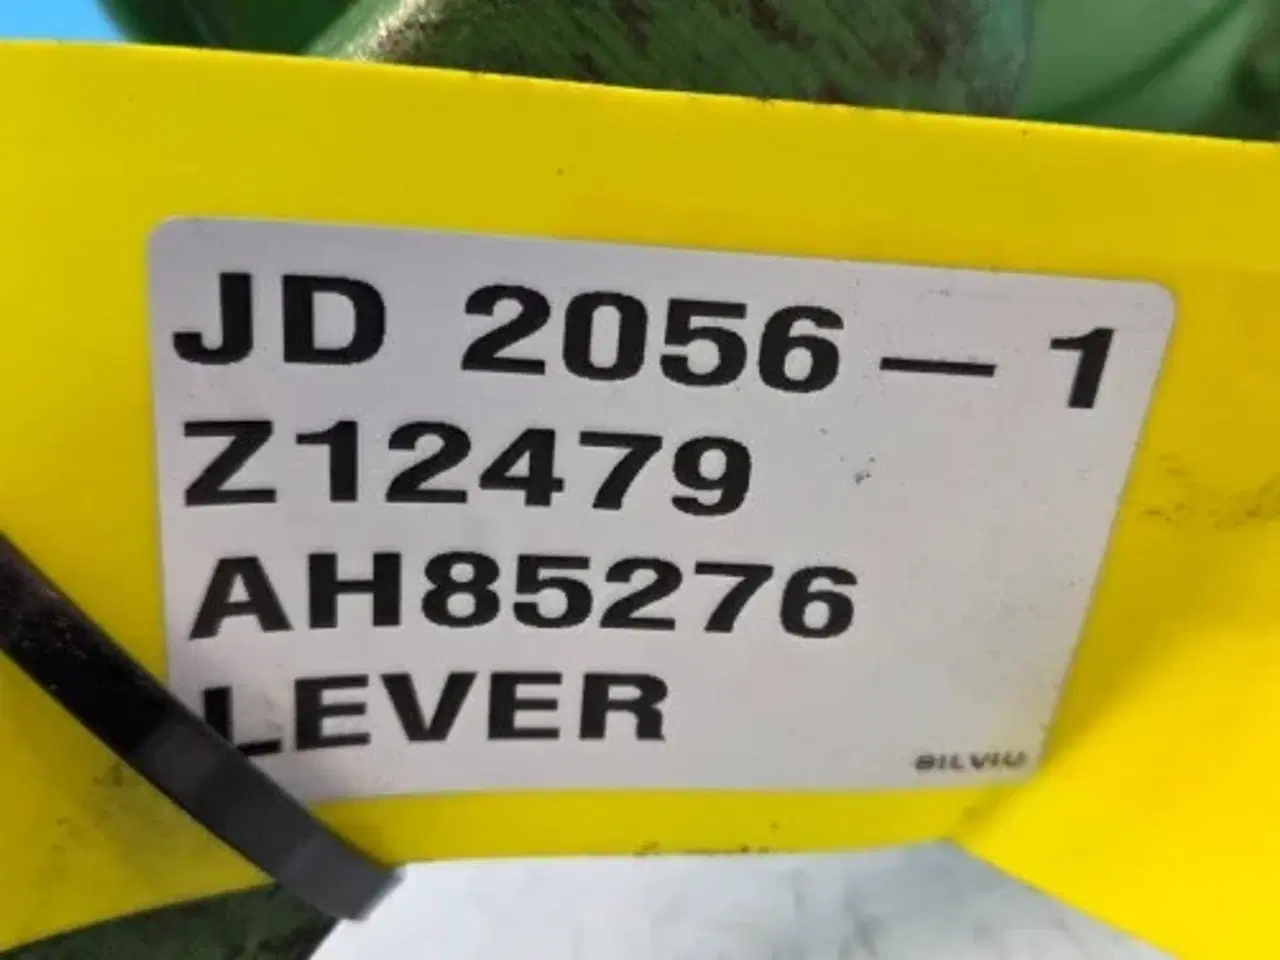 JD 2056 – 1
Z12479
AH85276
LEVER
SILVIU